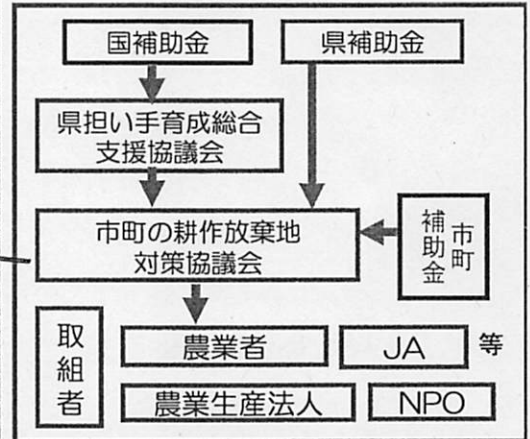 国補助金
県補助金
県担い手育成総合
支援協議会
市町の耕作放棄地
対策協議会
市町
補助金
取組者
農業者
JA
等
農業生産法人
NPO